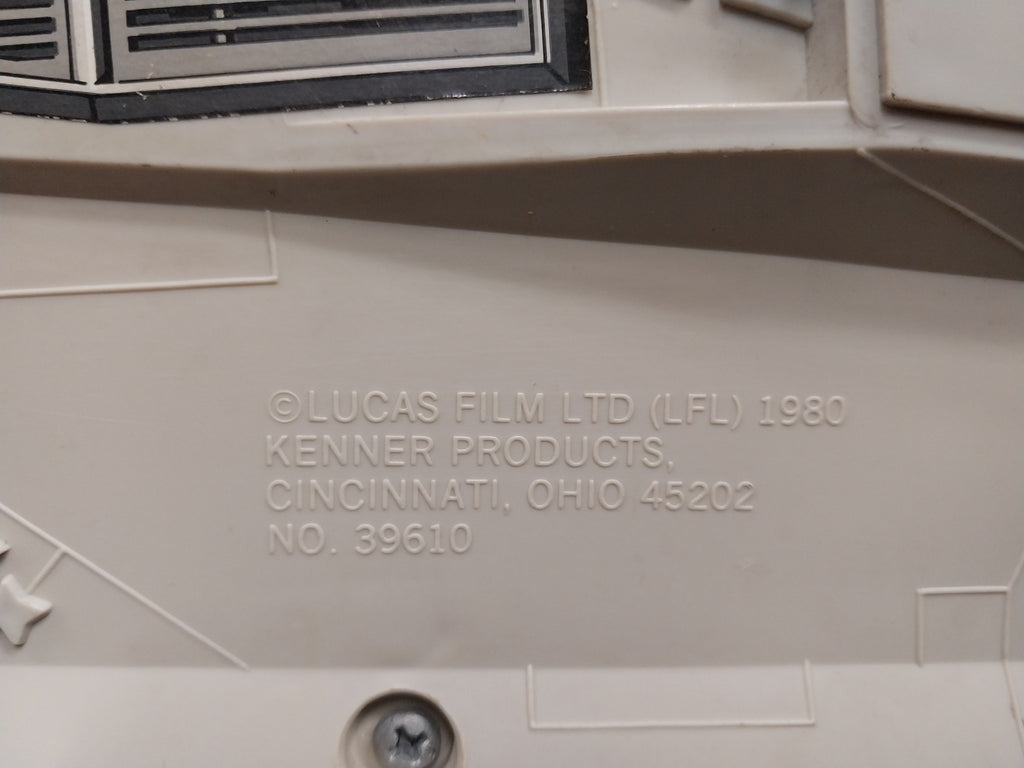 ©LUCAS FILM LTD (LFL) 1980
KENNER PRODUCTS,
CINCINNATI, OHIO 45202
NO. 39610